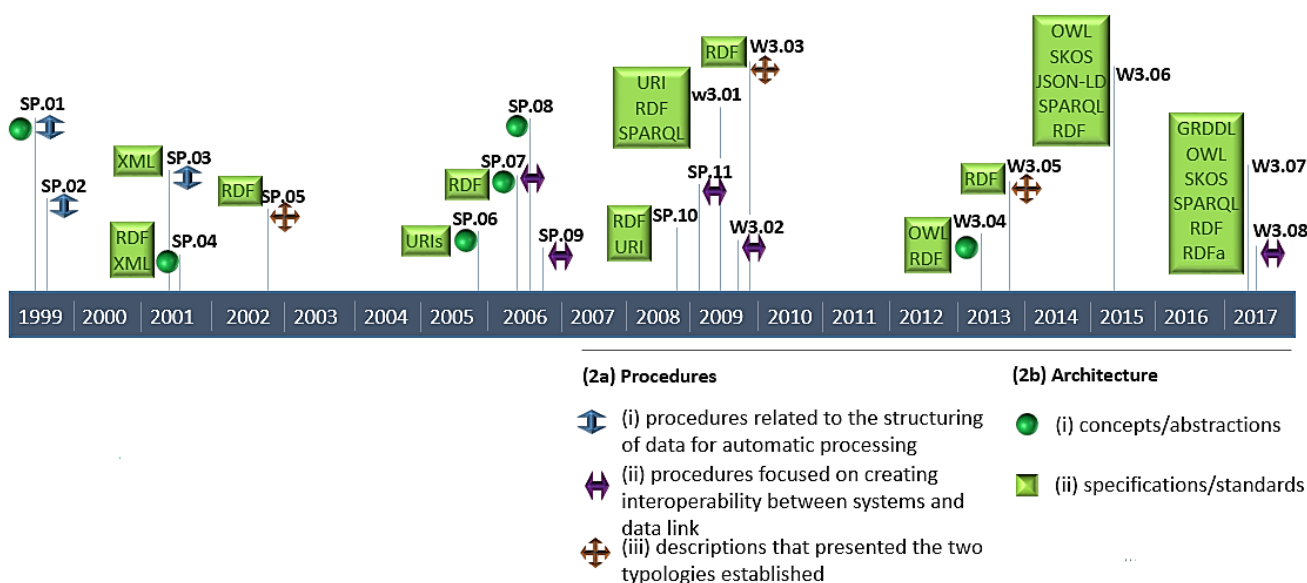 OWL
SKOS
JSON-LD
SPARQL
RDF
W3.06
RDF
W3.03
URI
RDF
SPARQL
w3.01
SP.01
SP.08
GRDDL
OWL
SKOS
SPARQL
RDF
RDFa
W3.07
W3.08
XML
SP.03
SP.02
RDF
SP.05
RDF
SP.07
SP.11
RDF
W3.05
RDF
XML
SP.04
URIs
SP.06
SP.09
RDF
URI
SP.10
W3.02
OWL
RDF
W3.04
1999 2000 2001 2002 2003 2004 2005 2006 2007 2008 2009 2010 2011 2012 2013 2014 2015 2016 2017
(2a) Procedures
(i) procedures related to the structuring
of data for automatic processing
(ii) procedures focused on creating
interoperability between systems and
data link
(iii) descriptions that presented the two
typologies established
(2b) Architecture
(i) concepts/abstractions
(ii) specifications/standards
...